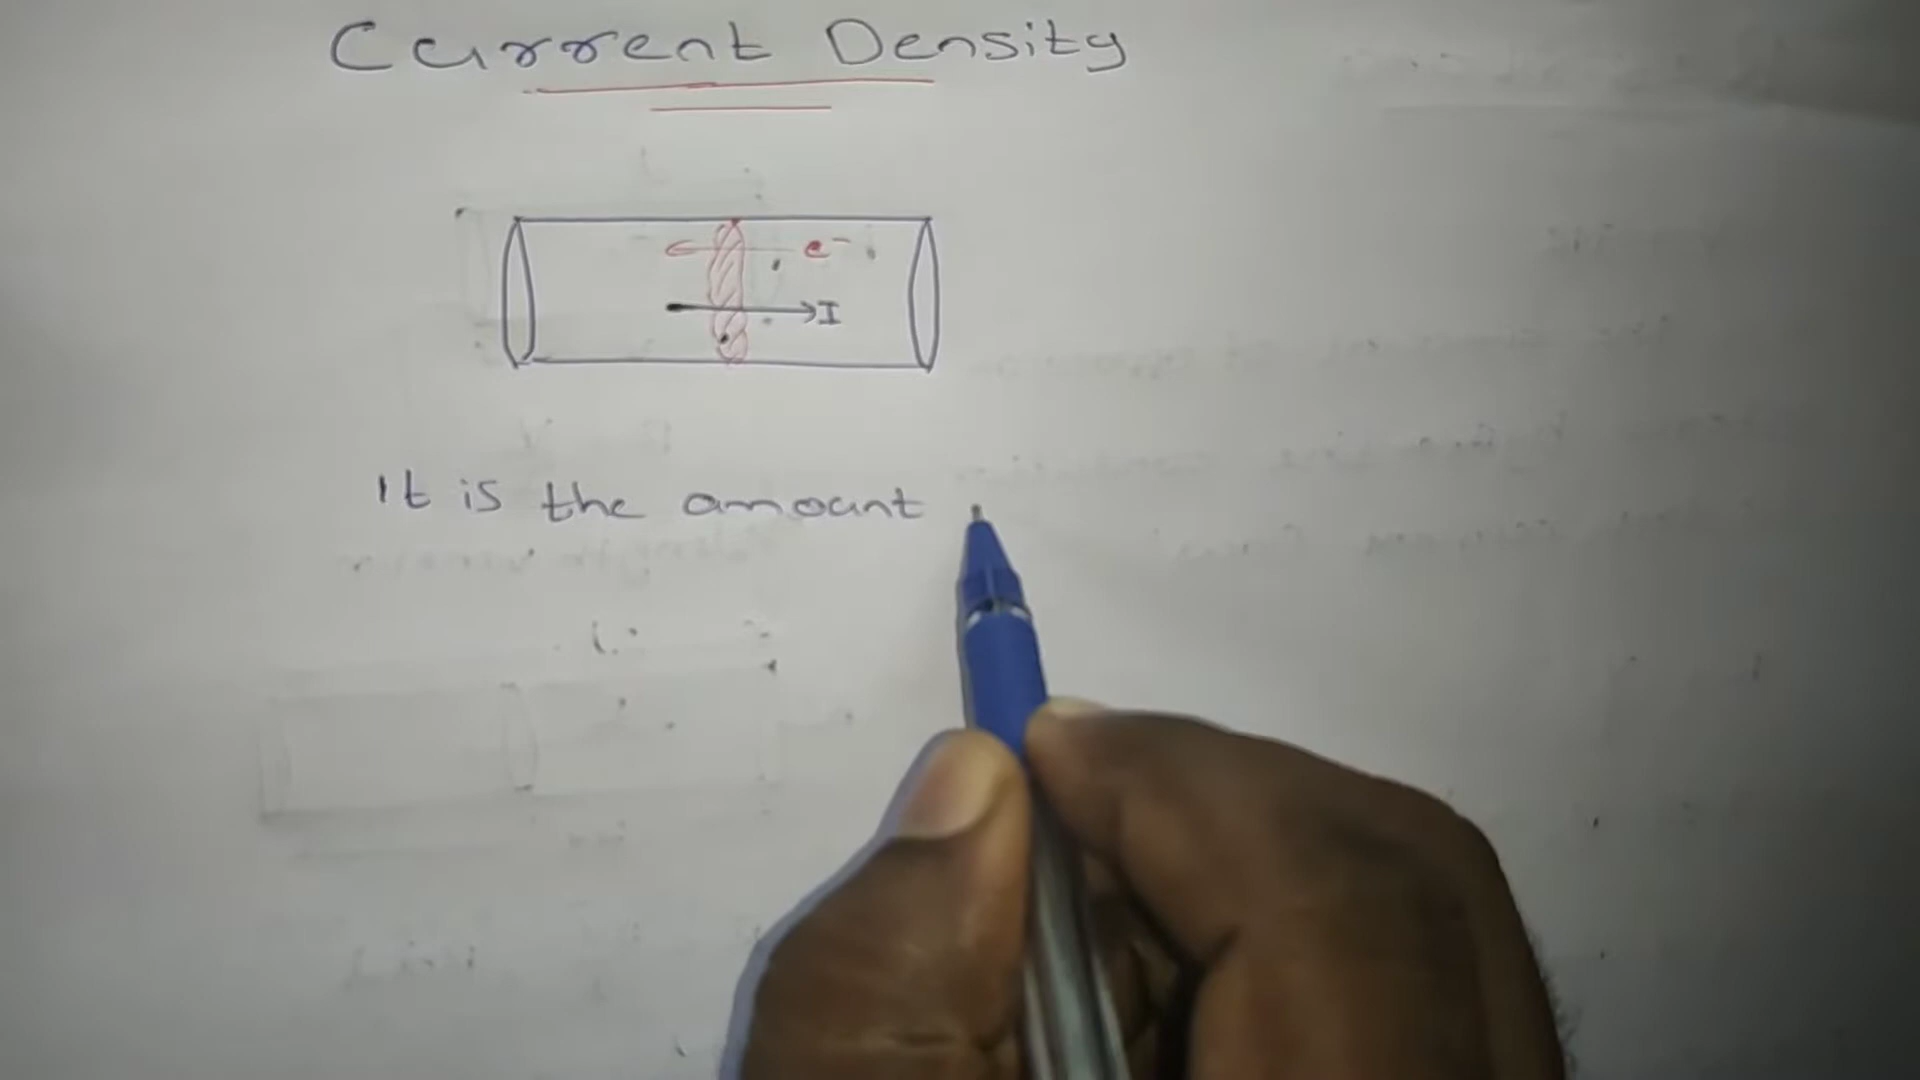 Current Density
e-
I
It is the amount